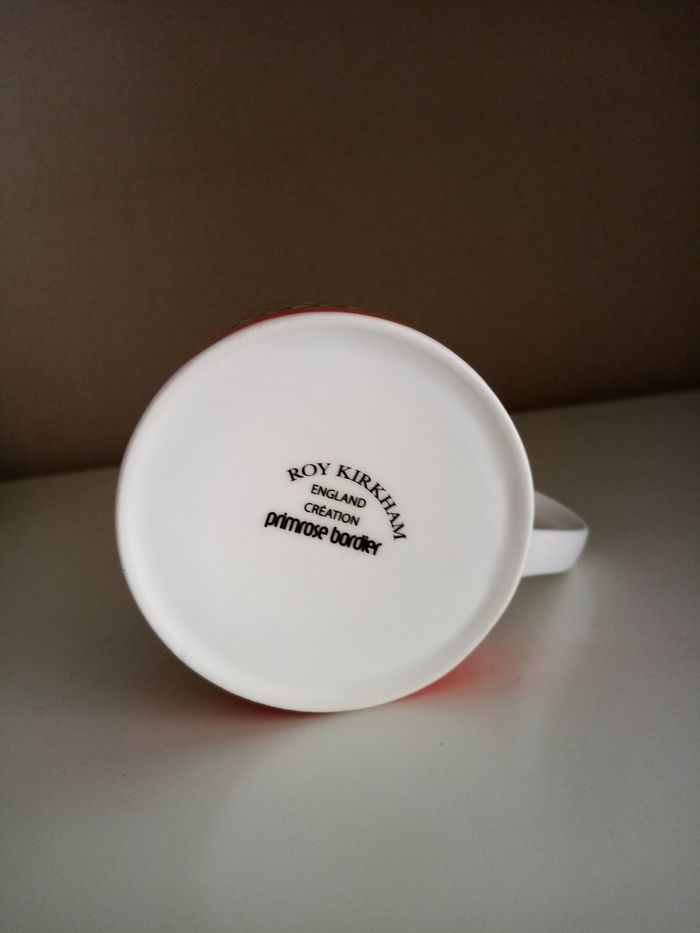 ROY KIRKHAM
ENGLAND
CRÉATION
primrose bordier